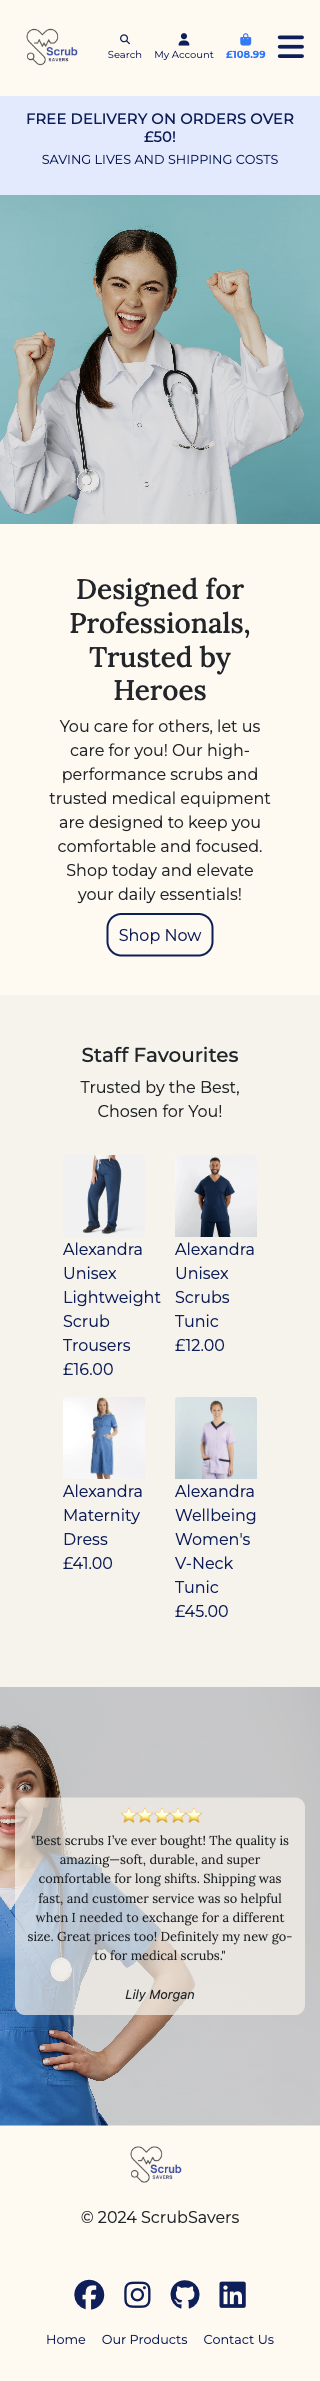 Scrub
SAVERS
Search
My Account
£108.99
FREE DELIVERY ON ORDERS OVER
£50!
SAVING LIVES AND SHIPPING COSTS
Designed for
Professionals,
Trusted by
Heroes
You care for others, let us
care for you! Our high-
performance scrubs and
trusted medical equipment
are designed to keep you
comfortable and focused.
Shop today and elevate
your daily essentials!
Shop Now
Staff Favourites
Trusted by the Best,
Chosen for You!
Alexandra
Unisex
Lightweight
Scrub
Trousers
£16.00
Alexandra
Unisex
Scrubs
Tunic
£12.00
Alexandra
Maternity
Dress
£41.00
Alexandra
Wellbeing
Women's
V-Neck
Tunic
£45.00
"Best scrubs I've ever bought! The quality is
amazing—soft, durable, and super
comfortable for long shifts. Shipping was
fast, and customer service was so helpful
when I needed to exchange for a different
size. Great prices too! Definitely my new go-
to for medical scrubs."
Lily Morgan
Scrub
SAVERS
© 2024 ScrubSavers
Home
Our Products
Contact Us